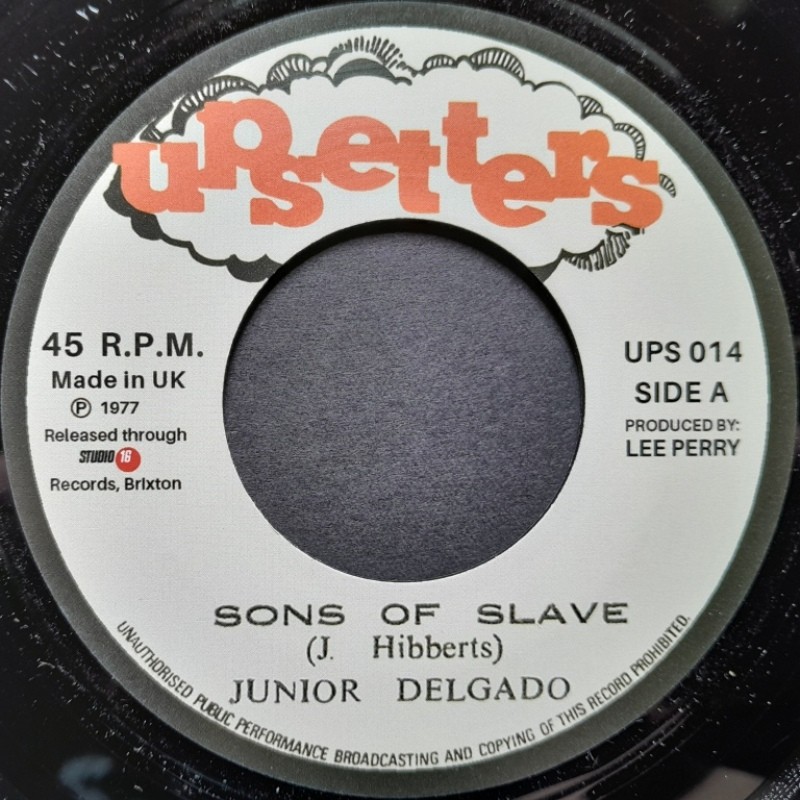 upsetters
45 R.P.M.
Made in UK
Ⓟ 1977
Released through
STUDIO 16
Records, Brixton
UPS 014
SIDE A
PRODUCED BY:
LEE PERRY
SONS OF SLAVE
(J. Hibberts)
JUNIOR DELGADO
UNAUTHORISED PUBLIC PERFORMANCE BROADCASTING AND COPYING OF THIS RECORD PROHIBITED.